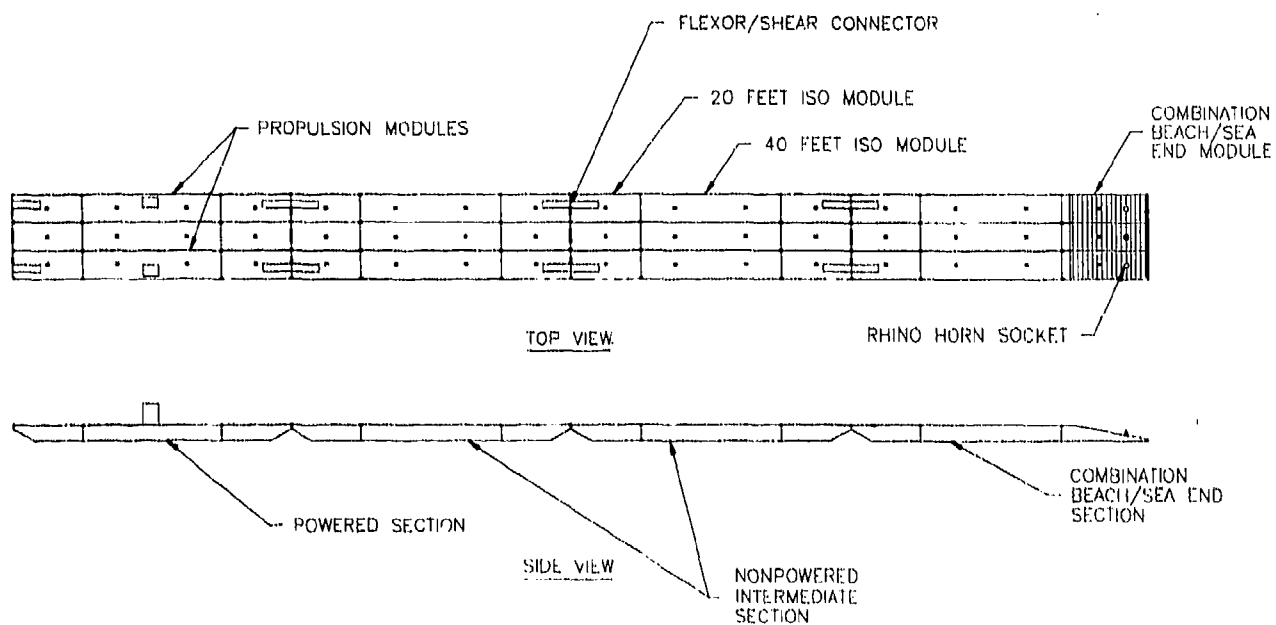 FLEXOR/SHEAR CONNECTOR
20 FEET ISO MODULE
PROPULSION MODULES
40 FEET ISO MODULE
COMBINATION
BEACH/SEA
END MODULE
TOP VIEW
RHINO HORN SOCKET
POWERED SECTION
SIDE VIEW
NONPOWERED
INTERMEDIATE
SECTION
COMBINATION
BEACH/SEA END
SECTION